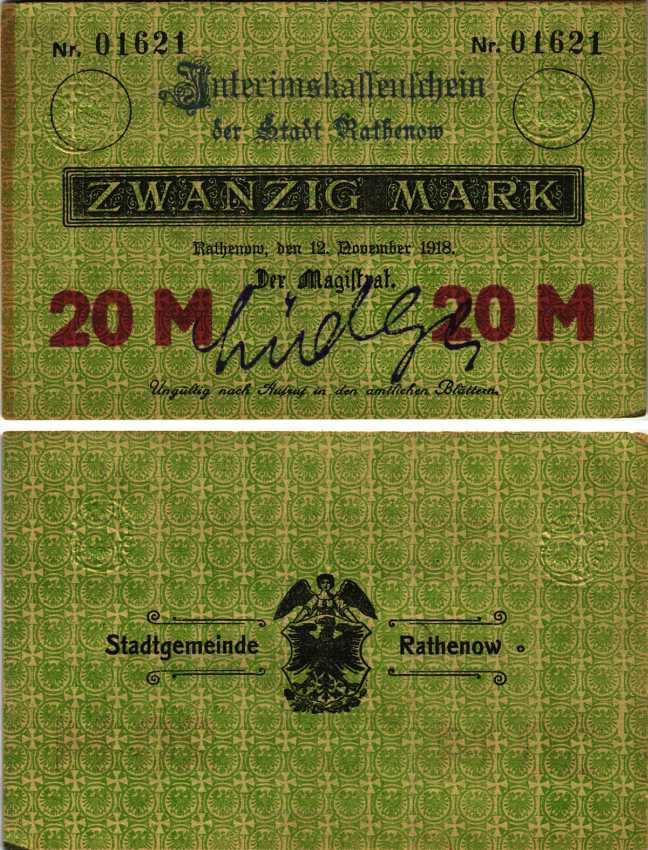 Nr. 01621 Nr. 01621
Interimskassenschein
der Stadt Rathenow
ZWANZIG MARK
Rathenow, den 12. November 1918.
Der Magistrat.
20 M 20 M
Ungültig nach Aufruf in den amtlichen Blättern.
Stadtgemeinde Rathenow